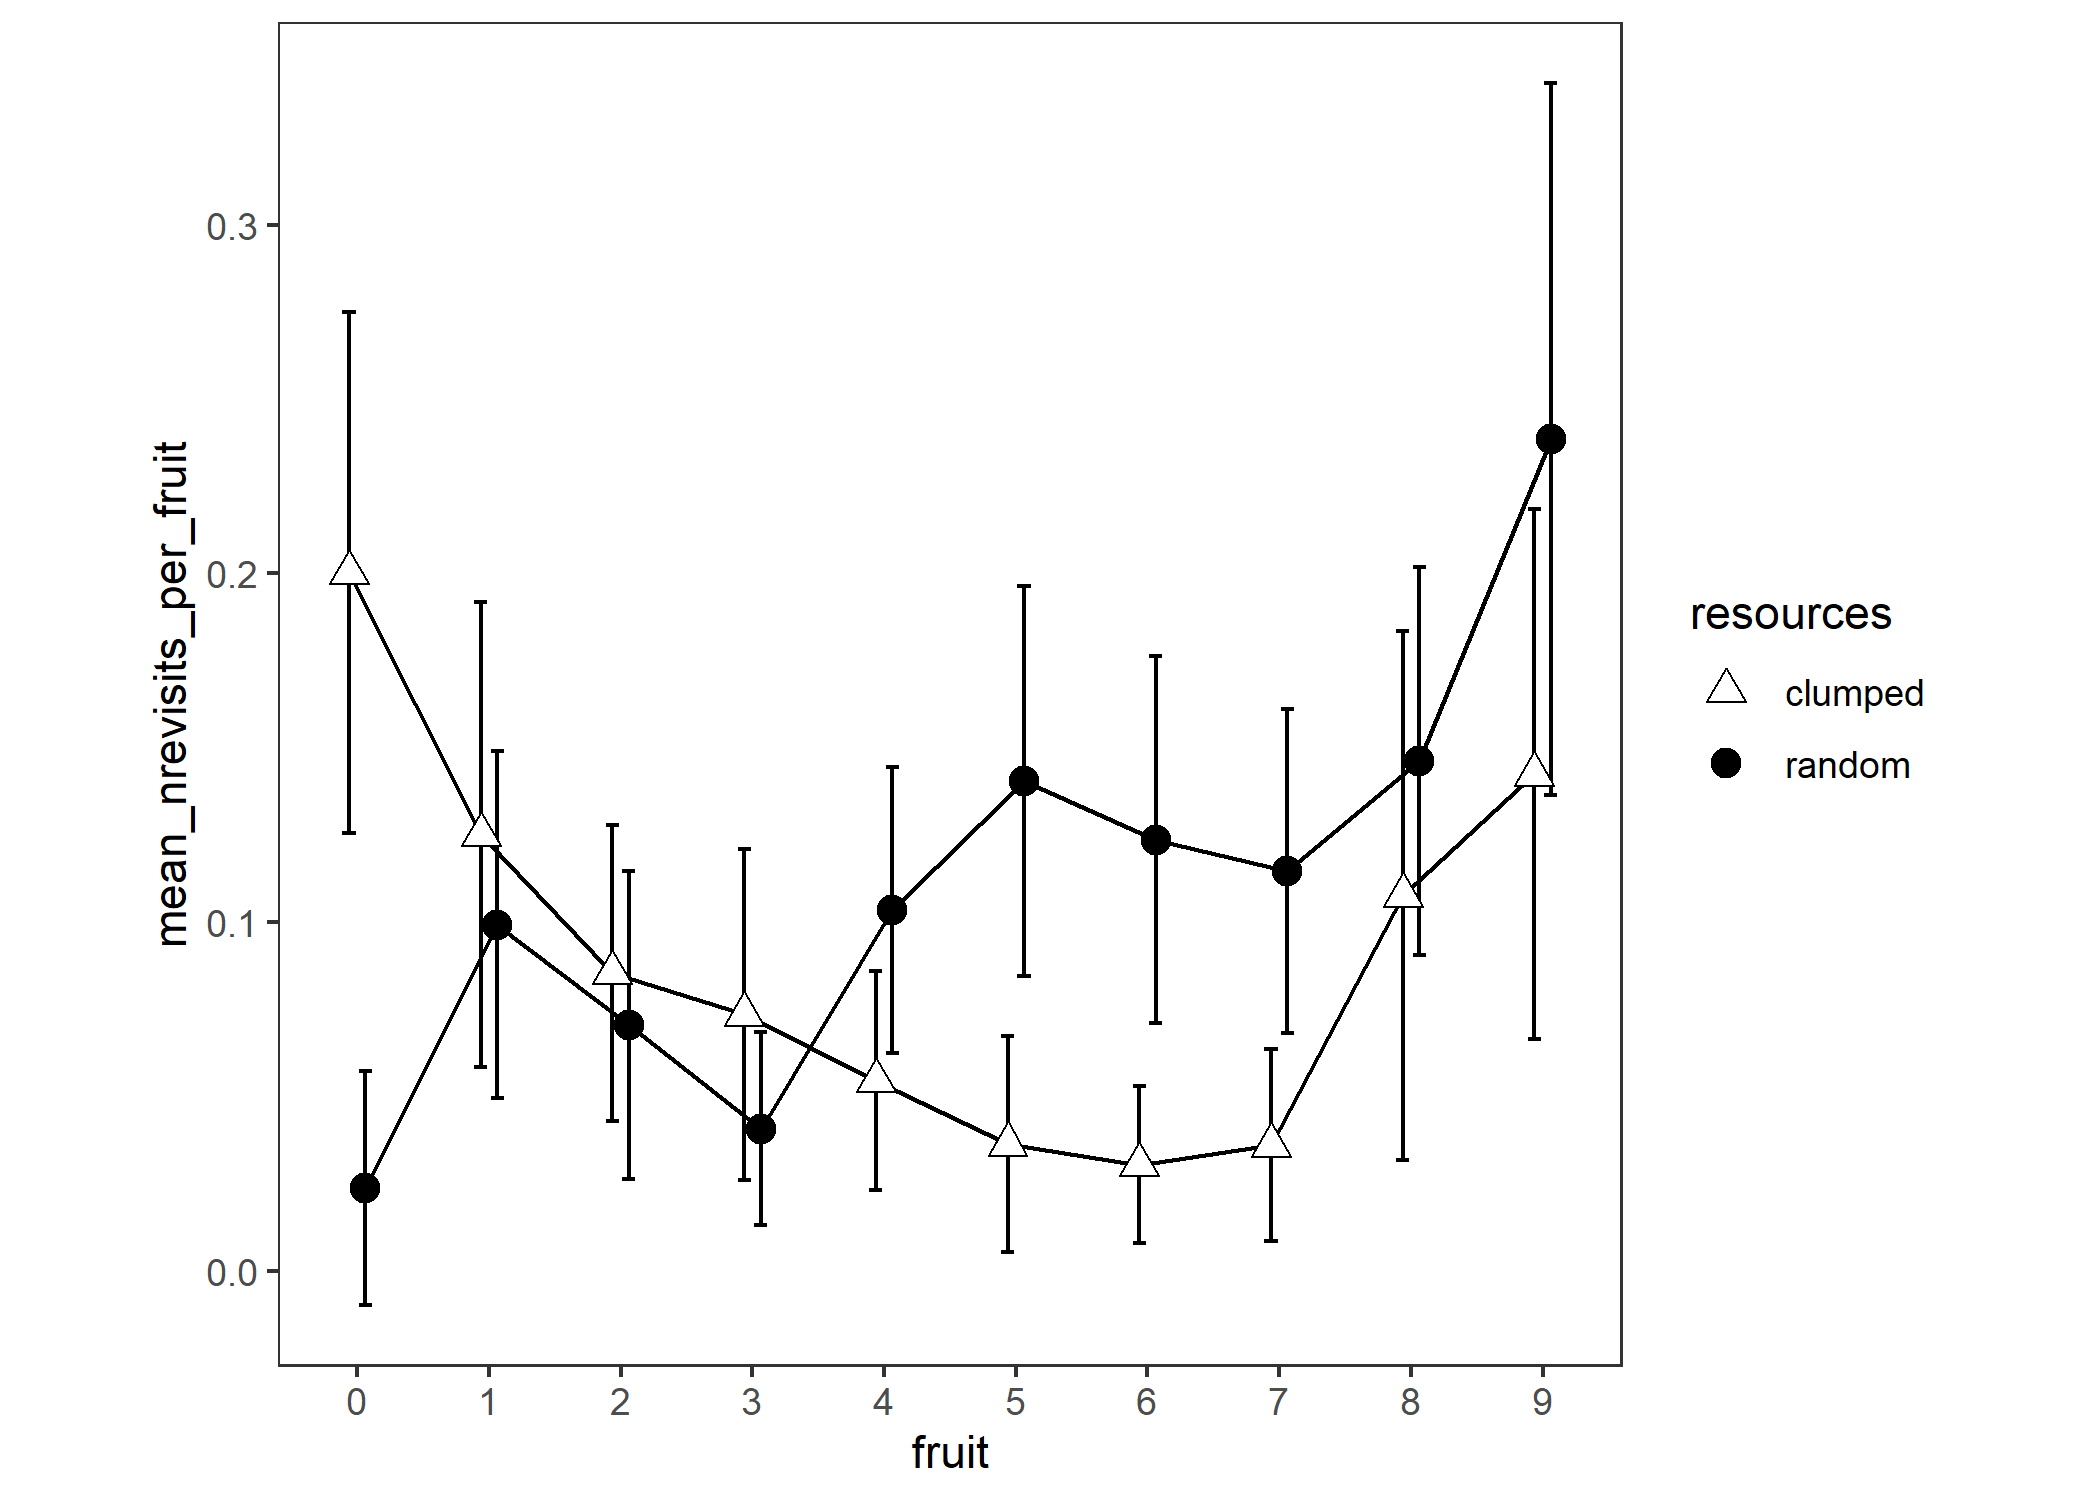 mean_nrevisits_per_fruit
0.3
0.2
0.1
0.0
0 1 2 3 4 5 6 7 8 9
fruit
resources
clumped
random